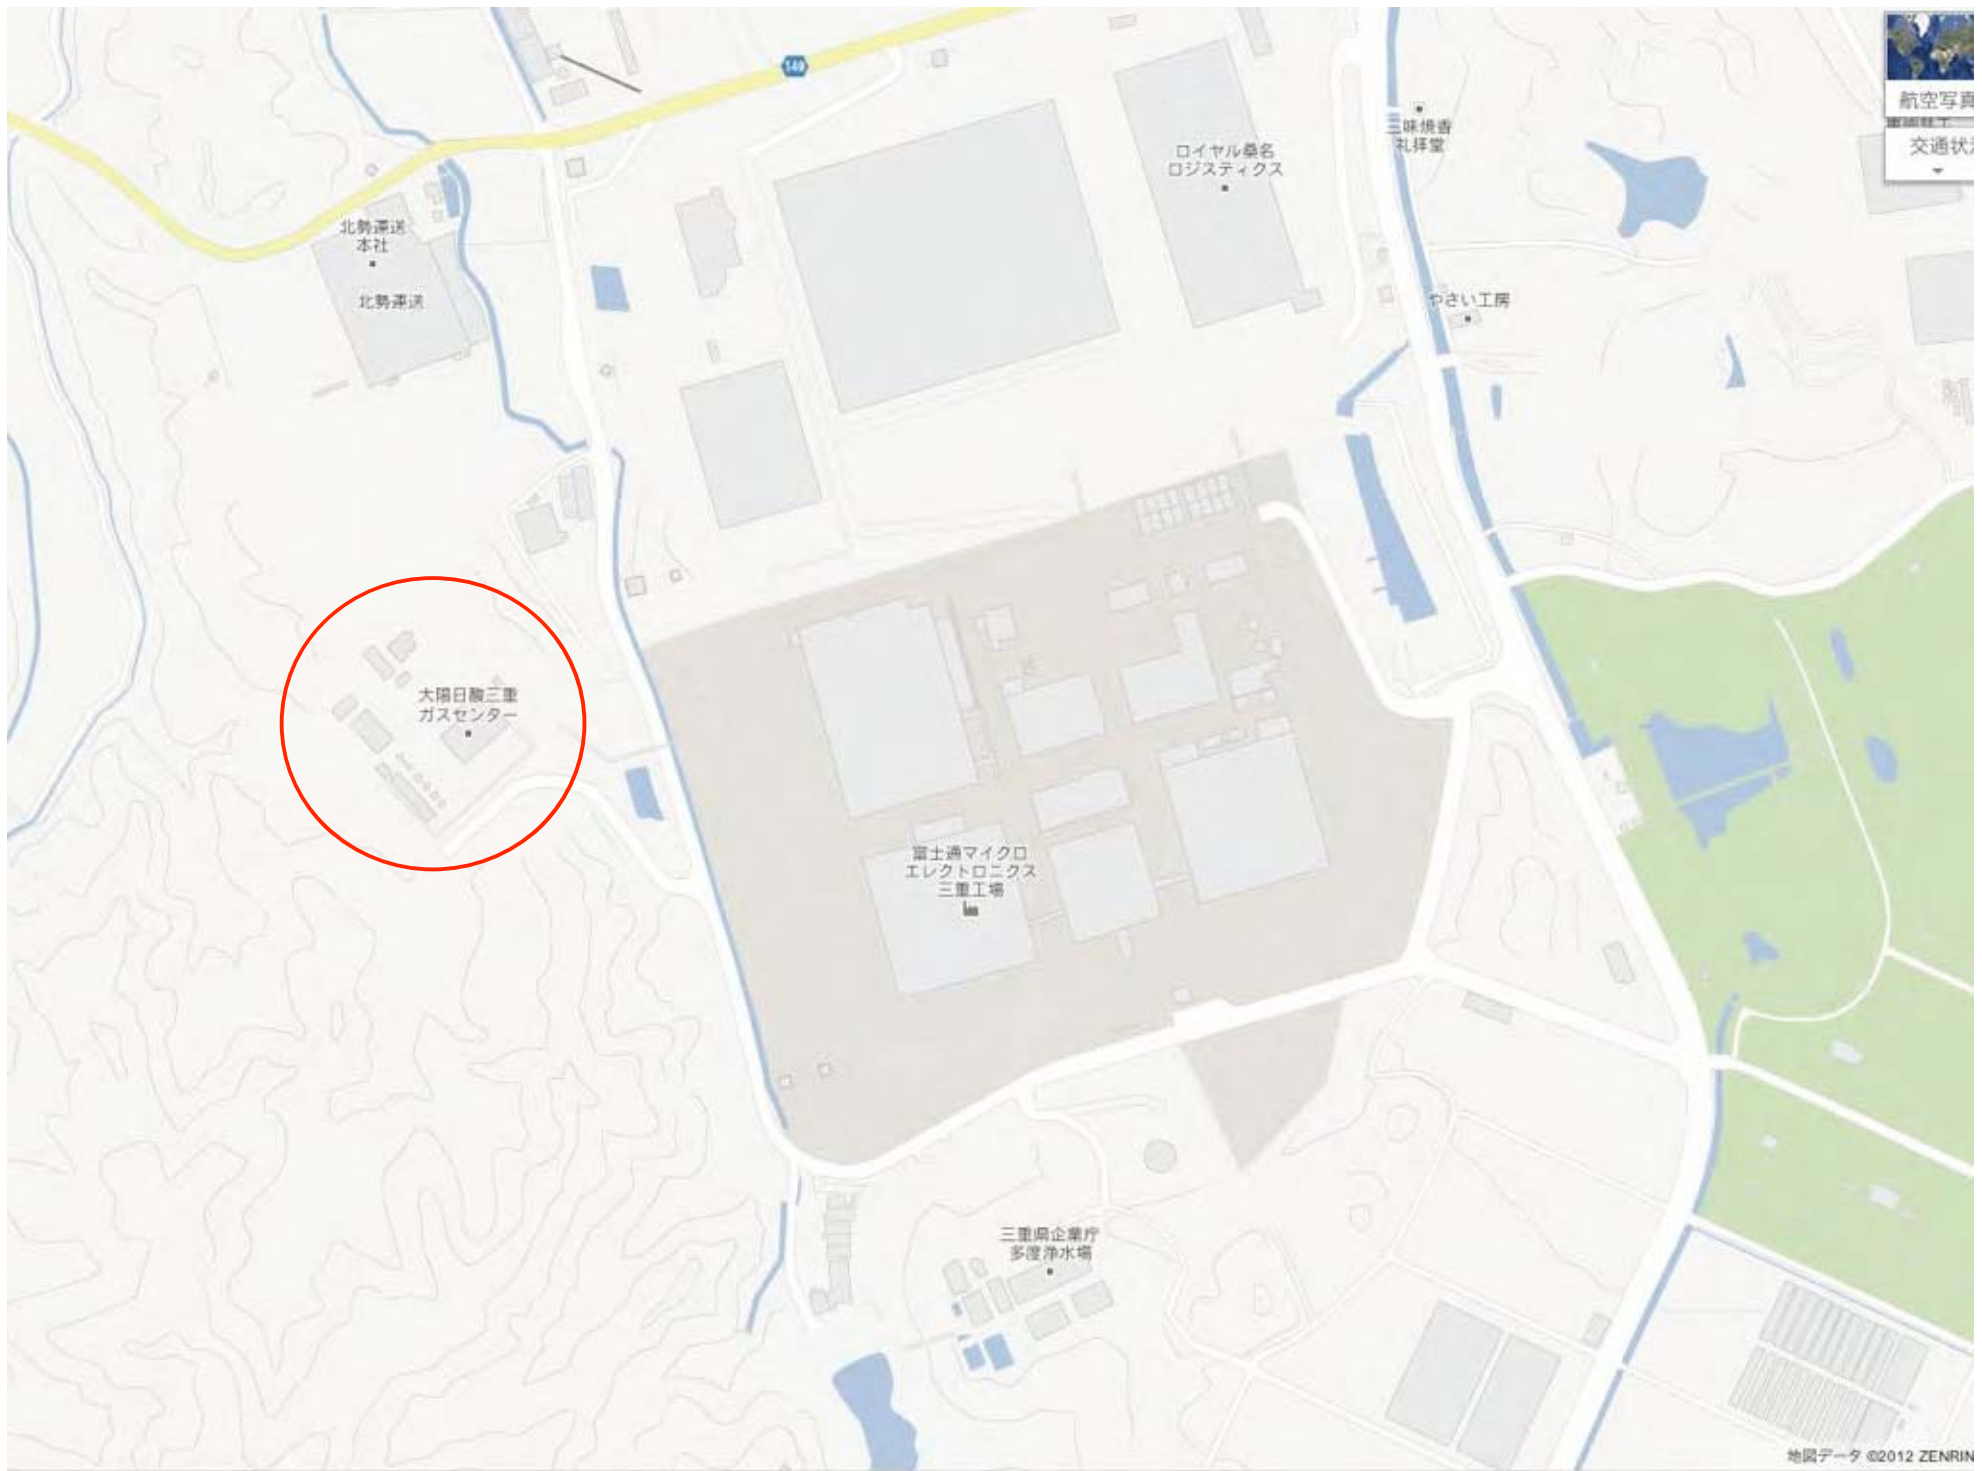 149
航空写真
交通状
三昧焼香
礼拝堂
ロイヤル桑名
ロジスティクス
北勢運送
本社
北勢運送
やさい工房
大陽日酸三重
ガスセンター
富士通マイクロ
エレクトロニクス
三重工場
三重県企業庁
多度浄水場
地図データ ©2012 ZENRIN